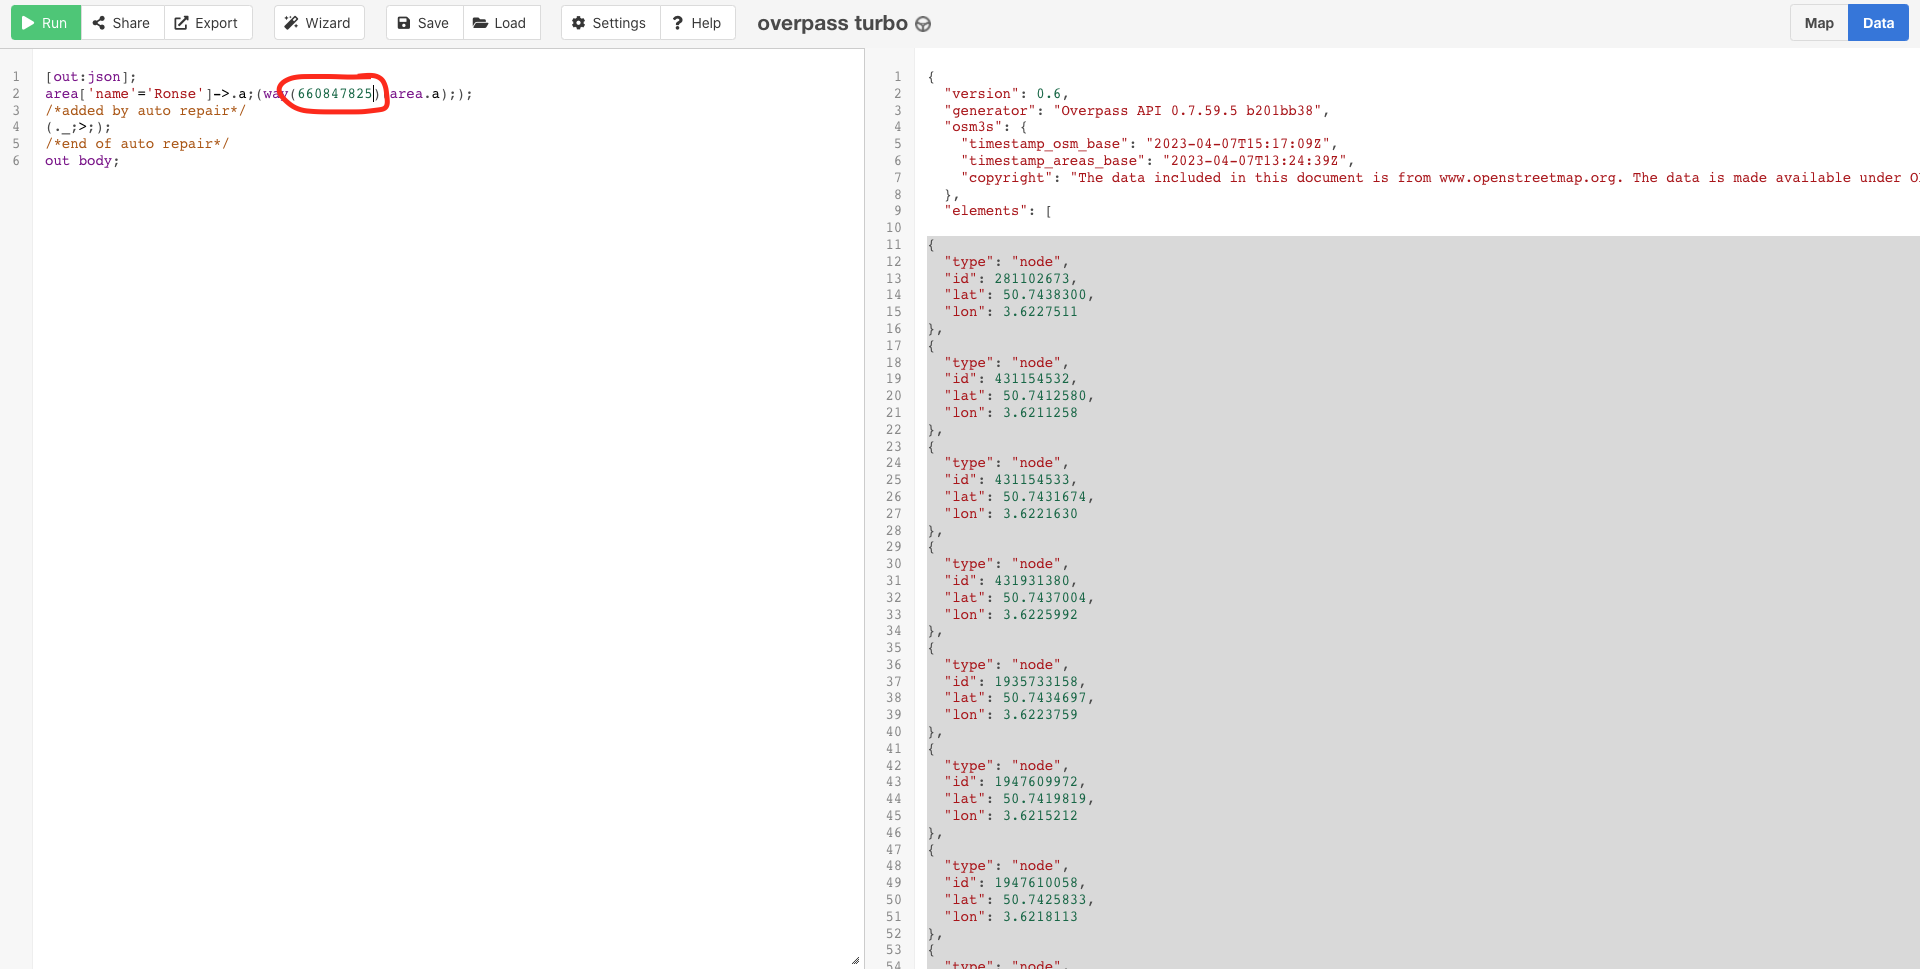 Run Share Export Wizard Save Load Settings Help overpass turbo Map Data
1 [out:json];
2 area['name'='Ronse']->.a;(way(660847825)(area.a););
3 /*added by auto repair*/
4 (._;>;);
5 /*end of auto repair*/
6 out body;
1 {
2 "version": 0.6,
3 "generator": "Overpass API 0.7.59.5 b201bb38",
4 "osm3s": {
5 "timestamp_osm_base": "2023-04-07T15:17:09Z",
6 "timestamp_areas_base": "2023-04-07T13:24:39Z",
7 "copyright": "The data included in this document is from www.openstreetmap.org. The data is made available under O
8 },
9 "elements": [
10
11 {
12 "type": "node",
13 "id": 281102673,
14 "lat": 50.7438300,
15 "lon": 3.6227511
16 },
17 {
18 "type": "node",
19 "id": 431154532,
20 "lat": 50.7412580,
21 "lon": 3.6211258
22 },
23 {
24 "type": "node",
25 "id": 431154533,
26 "lat": 50.7431674,
27 "lon": 3.6221630
28 },
29 {
30 "type": "node",
31 "id": 431931380,
32 "lat": 50.7437004,
33 "lon": 3.6225992
34 },
35 {
36 "type": "node",
37 "id": 1935733158,
38 "lat": 50.7434697,
39 "lon": 3.6223759
40 },
41 {
42 "type": "node",
43 "id": 1947609972,
44 "lat": 50.7419819,
45 "lon": 3.6215212
46 },
47 {
48 "type": "node",
49 "id": 1947610058,
50 "lat": 50.7425833,
51 "lon": 3.6218113
52 },
53 {
54 "type": "node",